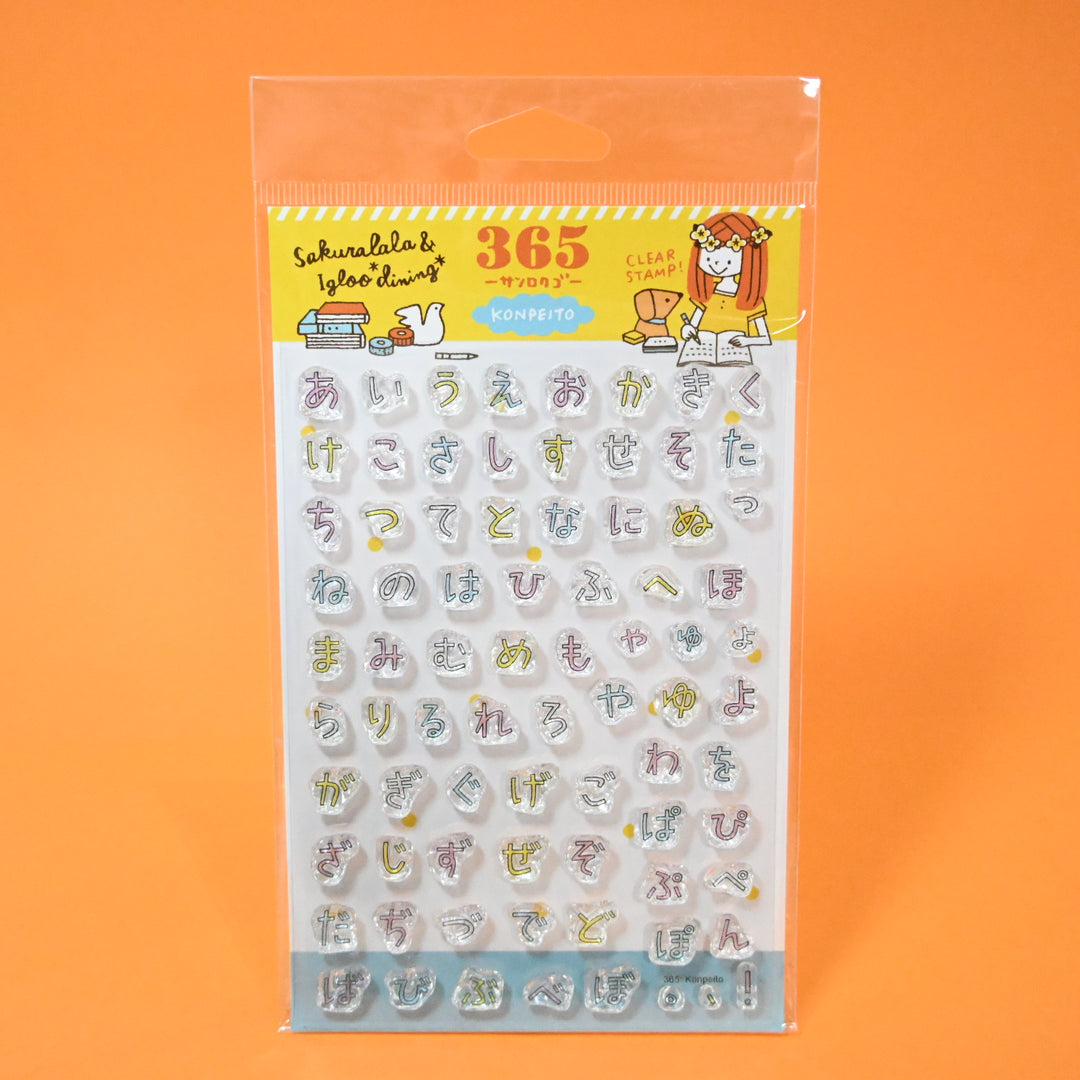 Sakuralala &
Igloo*dining*
365
ーサンロクゴー
KONPEITO
CLEAR
STAMP!
あ い う え お か き く
け こ さ し す せ そ た
ち つ て と な に ぬ っ
ね の は ひ ふ へ ほ
ま み む め も ゃ ゅ ょ
ら り る れ ろ や ゆ よ
わ を
が ぎ ぐ げ ご
ぱ ぴ
ざ じ ず ぜ ぞ
ぷ ぺ
だ ぢ づ で ど
ぽ ん
365° Konpeito
ば び ぶ べ ぼ 。 、 !